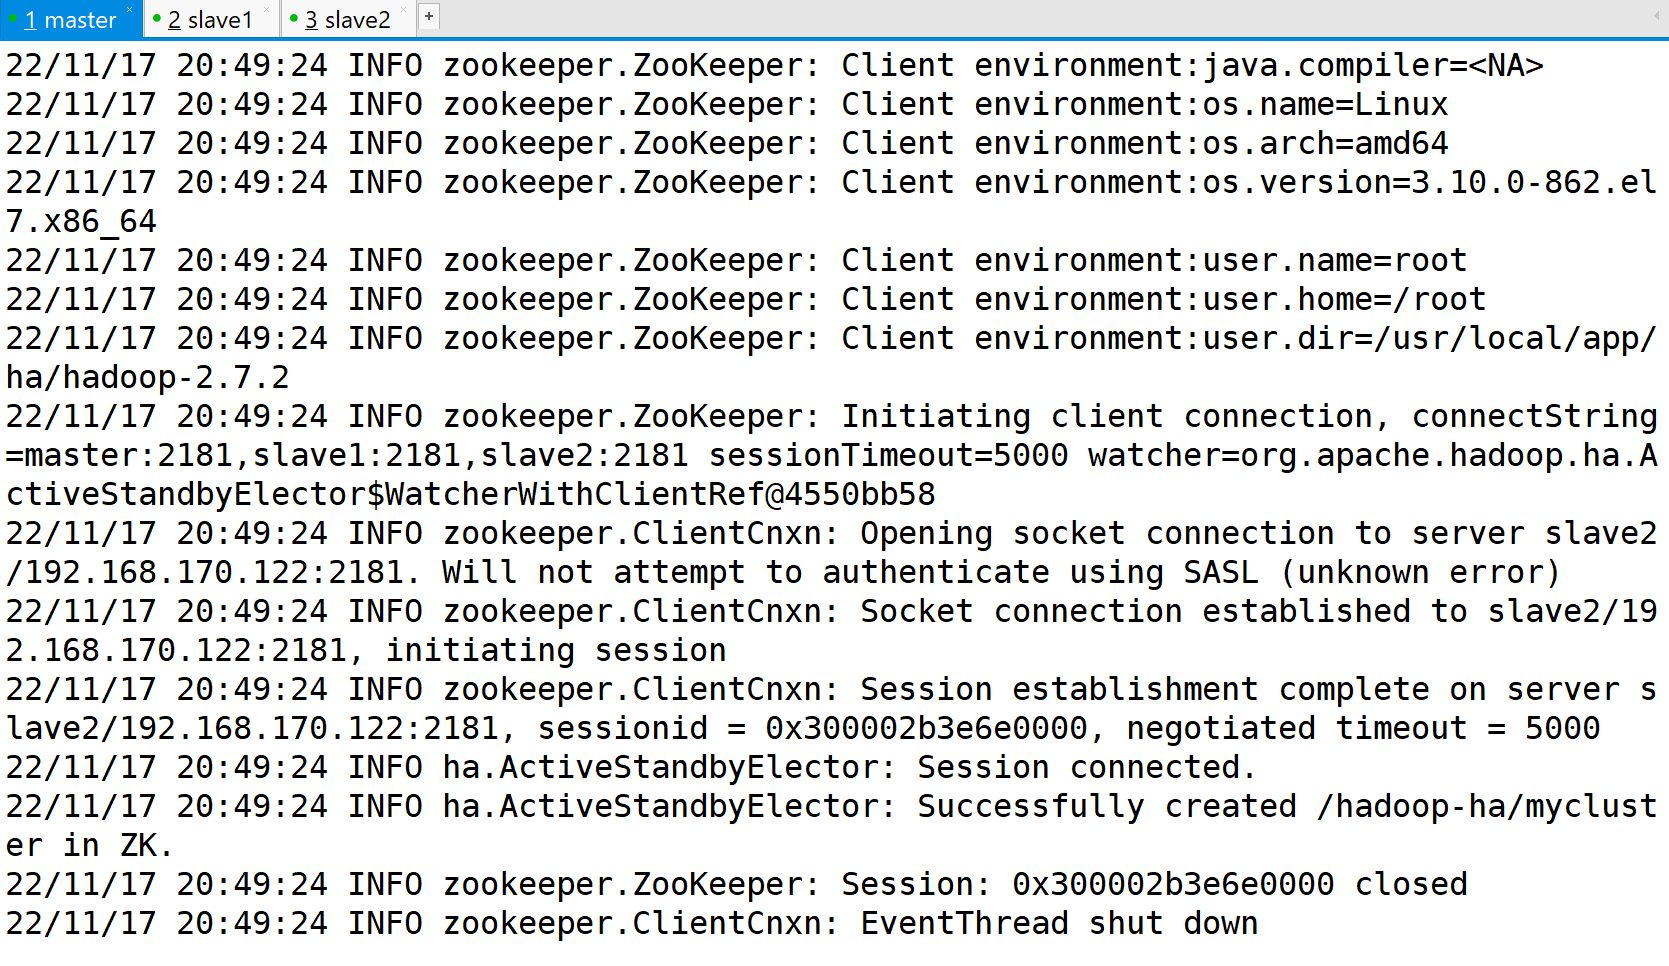 1 master × 2 slave1 × 3 slave2 × +
22/11/17 20:49:24 INFO zookeeper.ZooKeeper: Client environment:java.compiler=<NA>
22/11/17 20:49:24 INFO zookeeper.ZooKeeper: Client environment:os.name=Linux
22/11/17 20:49:24 INFO zookeeper.ZooKeeper: Client environment:os.arch=amd64
22/11/17 20:49:24 INFO zookeeper.ZooKeeper: Client environment:os.version=3.10.0-862.el
7.x86_64
22/11/17 20:49:24 INFO zookeeper.ZooKeeper: Client environment:user.name=root
22/11/17 20:49:24 INFO zookeeper.ZooKeeper: Client environment:user.home=/root
22/11/17 20:49:24 INFO zookeeper.ZooKeeper: Client environment:user.dir=/usr/local/app/
ha/hadoop-2.7.2
22/11/17 20:49:24 INFO zookeeper.ZooKeeper: Initiating client connection, connectString
=master:2181,slave1:2181,slave2:2181 sessionTimeout=5000 watcher=org.apache.hadoop.ha.A
ctiveStandbyElector$WatcherWithClientRef@4550bb58
22/11/17 20:49:24 INFO zookeeper.ClientCnxn: Opening socket connection to server slave2
/192.168.170.122:2181. Will not attempt to authenticate using SASL (unknown error)
22/11/17 20:49:24 INFO zookeeper.ClientCnxn: Socket connection established to slave2/19
2.168.170.122:2181, initiating session
22/11/17 20:49:24 INFO zookeeper.ClientCnxn: Session establishment complete on server s
lave2/192.168.170.122:2181, sessionid = 0x300002b3e6e0000, negotiated timeout = 5000
22/11/17 20:49:24 INFO ha.ActiveStandbyElector: Session connected.
22/11/17 20:49:24 INFO ha.ActiveStandbyElector: Successfully created /hadoop-ha/myclust
er in ZK.
22/11/17 20:49:24 INFO zookeeper.ZooKeeper: Session: 0x300002b3e6e0000 closed
22/11/17 20:49:24 INFO zookeeper.ClientCnxn: EventThread shut down